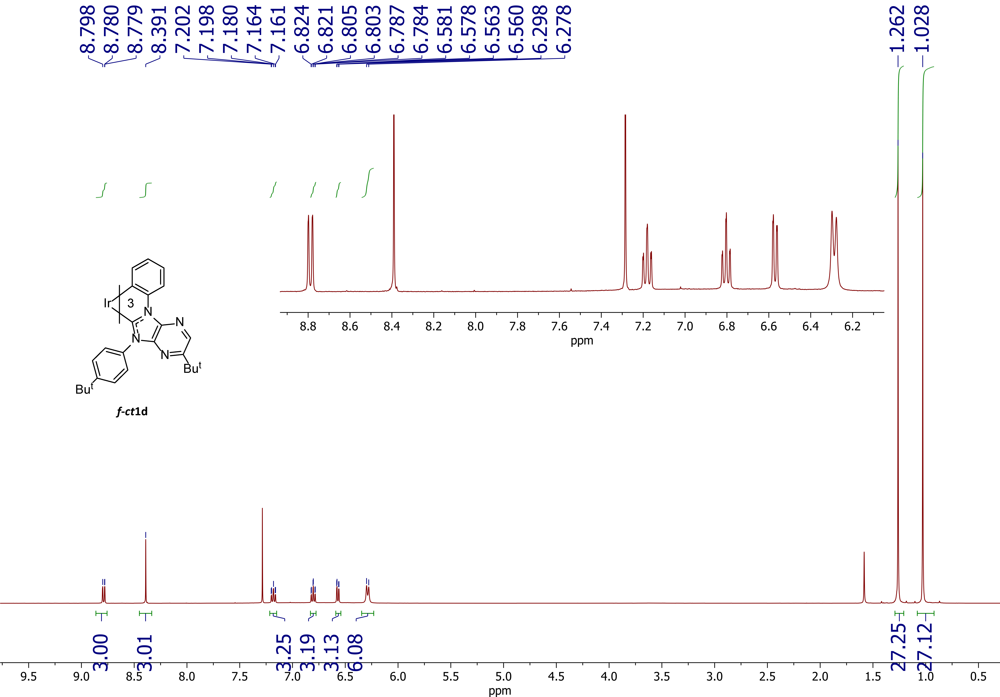 8.798
8.780
8.779
8.391
7.202
7.198
7.180
7.164
7.161
6.824
6.821
6.805
6.803
6.787
6.784
6.581
6.578
6.563
6.560
6.298
6.278
1.262
1.028
Ir
3
N
N
N
N
Buᵗ
Buᵗ
f-ct1d
8.8 8.6 8.4 8.2 8.0 7.8 7.6 7.4 7.2 7.0 6.8 6.6 6.4 6.2
ppm
3.00
3.01
3.25
3.19
3.13
6.08
27.25
27.12
9.5 9.0 8.5 8.0 7.5 7.0 6.5 6.0 5.5 5.0 4.5 4.0 3.5 3.0 2.5 2.0 1.5 1.0 0.5
ppm